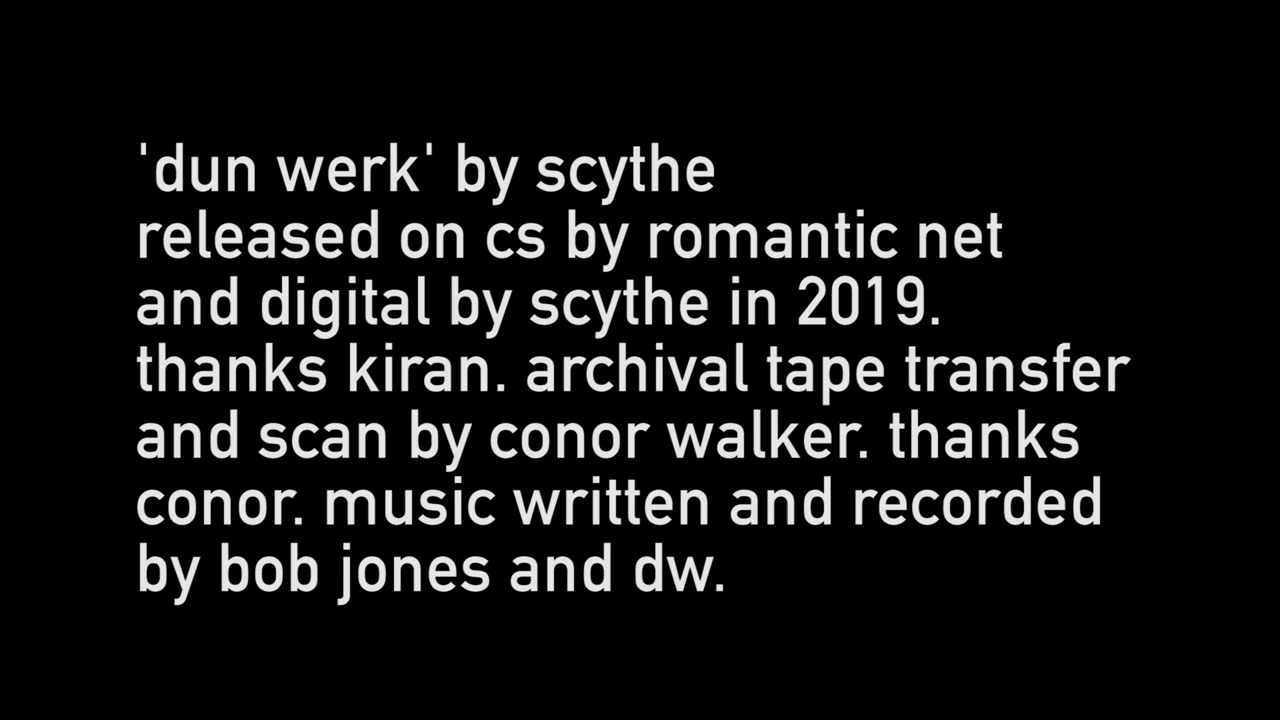 'dun werk' by scythe
released on cs by romantic net
and digital by scythe in 2019.
thanks kiran. archival tape transfer
and scan by conor walker. thanks
conor. music written and recorded
by bob jones and dw.